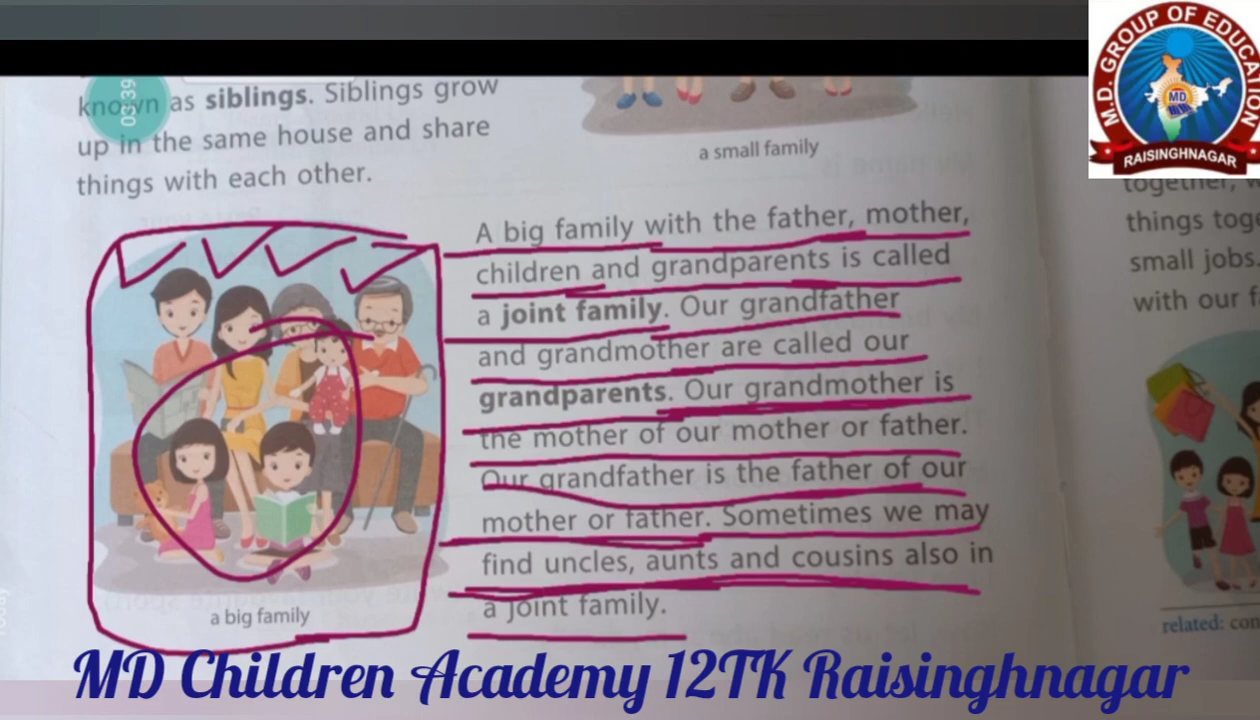 known as siblings. Siblings grow
up in the same house and share
things with each other.
a small family
A big family with the father, mother,
children and grandparents is called
a joint family. Our grandfather
and grandmother are called our
grandparents. Our grandmother is
the mother of our mother or father.
Our grandfather is the father of our
mother or father. Sometimes we may
find uncles, aunts and cousins also in
a joint family.
a big family
together, w
things tog
small jobs.
with our f
related: con
03:39
M.D. GROUP OF EDUCATION
MD
RAISINGHNAGAR
MD Children Academy 12TK Raisinghnagar